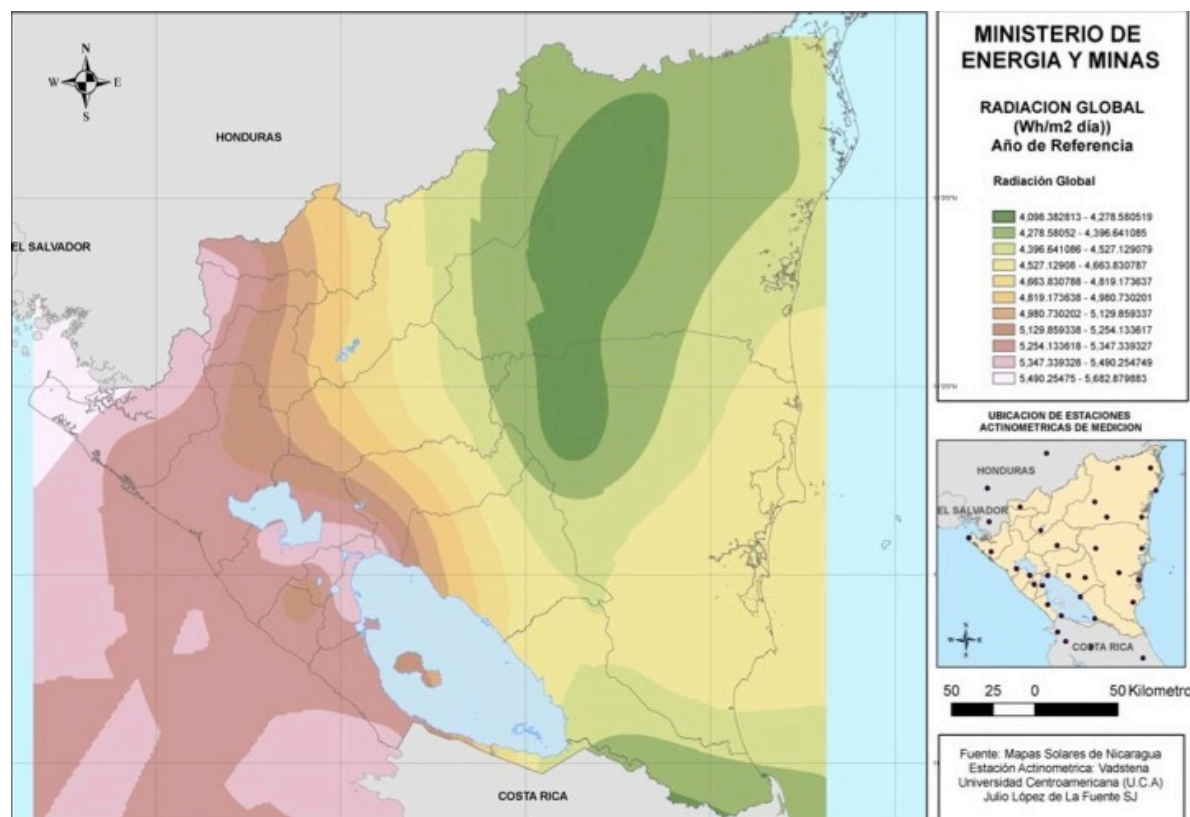 N
W E
S
HONDURAS
EL SALVADOR
COSTA RICA
MINISTERIO DE
ENERGIA Y MINAS
RADIACION GLOBAL
(Wh/m2 día))
Año de Referencia
Radiación Global
4,098.382813 - 4,278.580519
4,278.58052 - 4,396.641085
4,396.641086 - 4,527.129079
4,527.12908 - 4,663.830787
4,663.830788 - 4,819.173637
4,819.173638 - 4,980.730201
4,980.730202 - 5,129.859337
5,129.859338 - 5,254.133617
5,254.133618 - 5,347.339327
5,347.339328 - 5,490.254749
5,490.25475 - 5,682.879883
UBICACION DE ESTACIONES
ACTINOMETRICAS DE MEDICION
HONDURAS
EL SALVADOR
N
W E
S
COSTA RICA
50 25 0 50 Kilometro
Fuente: Mapas Solares de Nicaragua
Estación Actinometrica: Vadstena
Universidad Centroamericana (U.C.A)
Julio López de La Fuente SJ